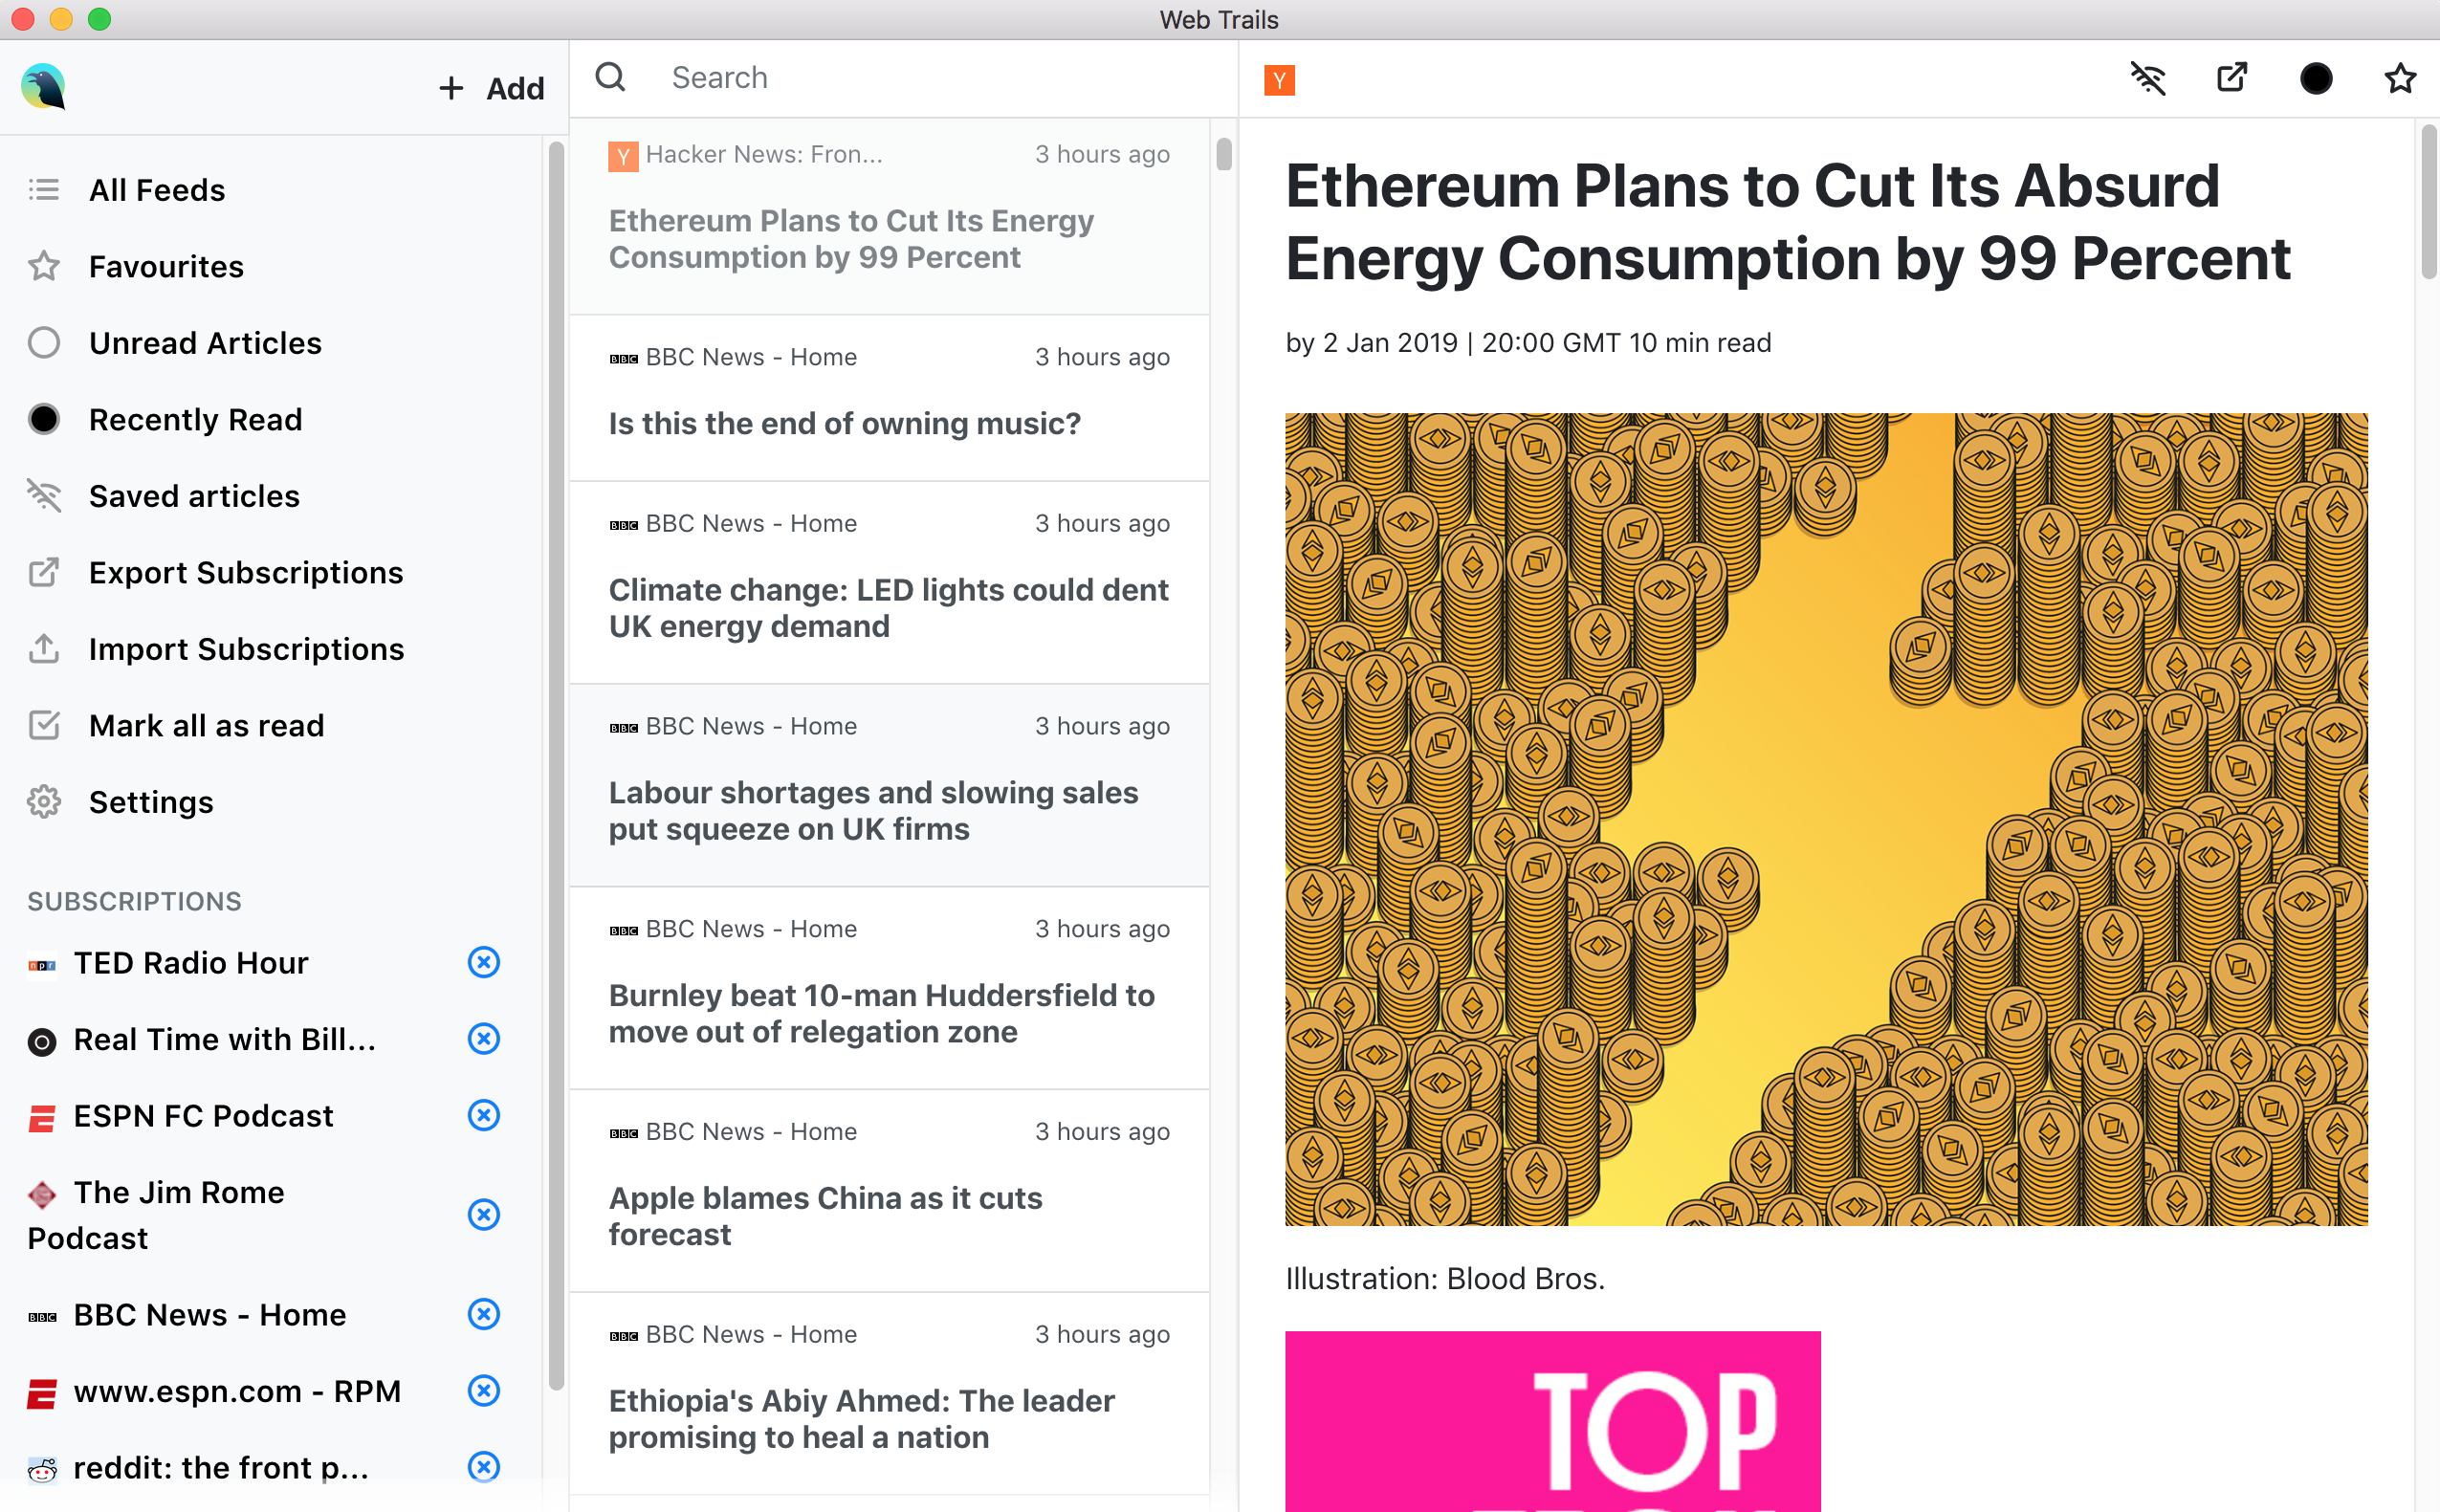 Web Trails
+ Add
All Feeds
Favourites
Unread Articles
Recently Read
Saved articles
Export Subscriptions
Import Subscriptions
Mark all as read
Settings
SUBSCRIPTIONS
npr TED Radio Hour
Real Time with Bill...
ESPN FC Podcast
The Jim Rome
Podcast
BBC BBC News - Home
www.espn.com - RPM
reddit: the front p...
Search
Y Hacker News: Fron... 3 hours ago
Ethereum Plans to Cut Its Energy
Consumption by 99 Percent
BBC BBC News - Home 3 hours ago
Is this the end of owning music?
BBC BBC News - Home 3 hours ago
Climate change: LED lights could dent
UK energy demand
BBC BBC News - Home 3 hours ago
Labour shortages and slowing sales
put squeeze on UK firms
BBC BBC News - Home 3 hours ago
Burnley beat 10-man Huddersfield to
move out of relegation zone
BBC BBC News - Home 3 hours ago
Apple blames China as it cuts
forecast
BBC BBC News - Home 3 hours ago
Ethiopia's Abiy Ahmed: The leader
promising to heal a nation
Y
Ethereum Plans to Cut Its Absurd
Energy Consumption by 99 Percent
by 2 Jan 2019 | 20:00 GMT 10 min read
Illustration: Blood Bros.
TOP